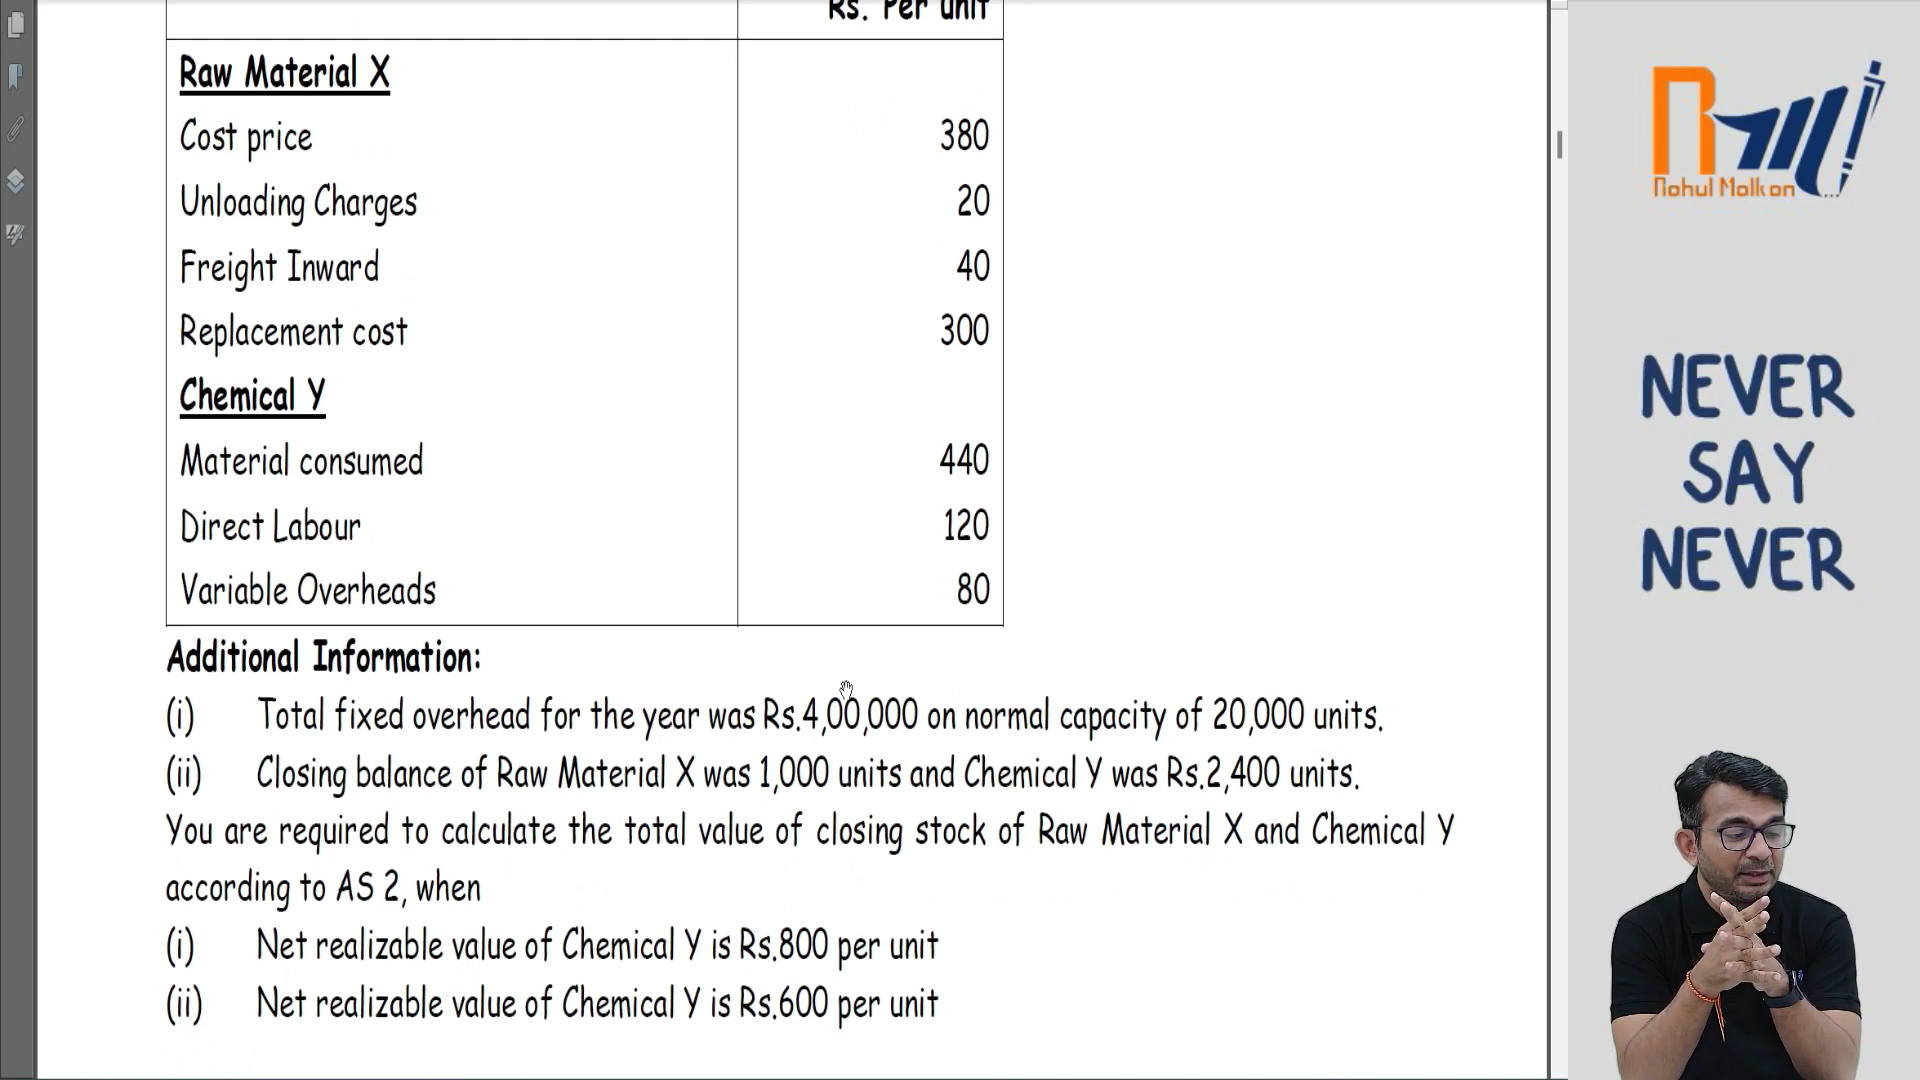 Rs. Per unit
Raw Material X
Cost price 380
Unloading Charges 20
Freight Inward 40
Replacement cost 300
Chemical Y
Material consumed 440
Direct Labour 120
Variable Overheads 80
Additional Information:
(i) Total fixed overhead for the year was Rs.4,00,000 on normal capacity of 20,000 units.
(ii) Closing balance of Raw Material X was 1,000 units and Chemical Y was Rs.2,400 units.
You are required to calculate the total value of closing stock of Raw Material X and Chemical Y
according to AS 2, when
(i) Net realizable value of Chemical Y is Rs.800 per unit
(ii) Net realizable value of Chemical Y is Rs.600 per unit
Rahul Malkan
NEVER
SAY
NEVER